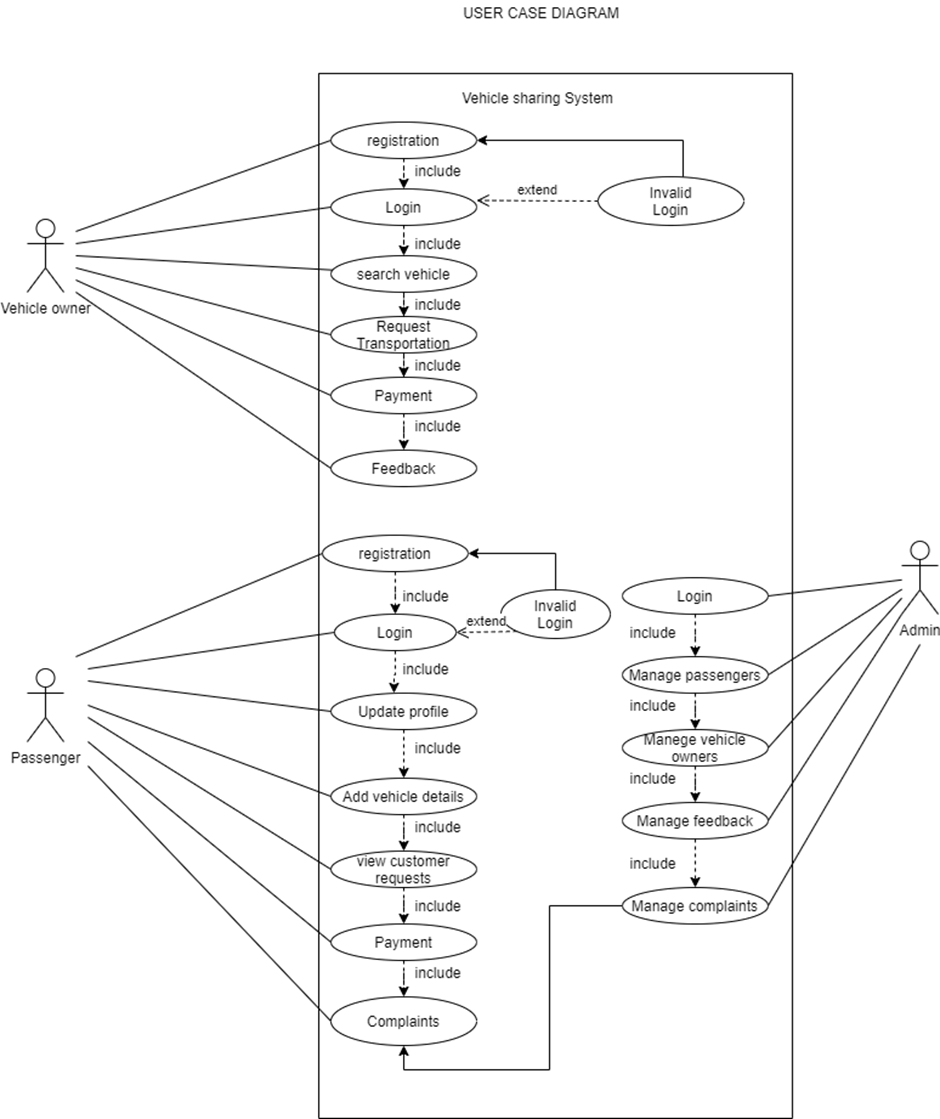 USER CASE DIAGRAM
Vehicle sharing System
registration
include
Invalid
Login
extend
Login
include
search vehicle
include
Request
Transportation
include
Payment
include
Feedback
Vehicle owner
registration
include
Invalid
Login
extend
Login
include
Update profile
include
Add vehicle details
include
view customer
requests
include
Payment
include
Complaints
Passenger
Login
include
Manage passengers
include
Manege vehicle
owners
include
Manage feedback
include
Manage complaints
Admin